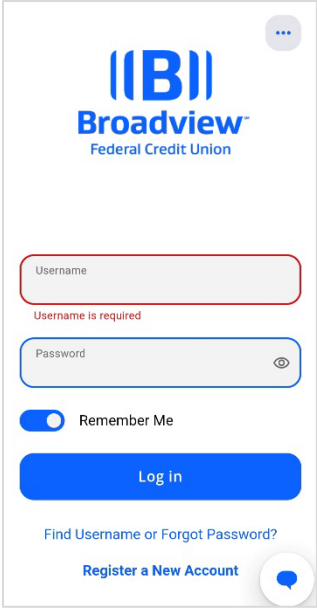 ((B))
Broadview
Federal Credit Union
Username
Username is required
Password
Remember Me
Log in
Find Username or Forgot Password?
Register a New Account